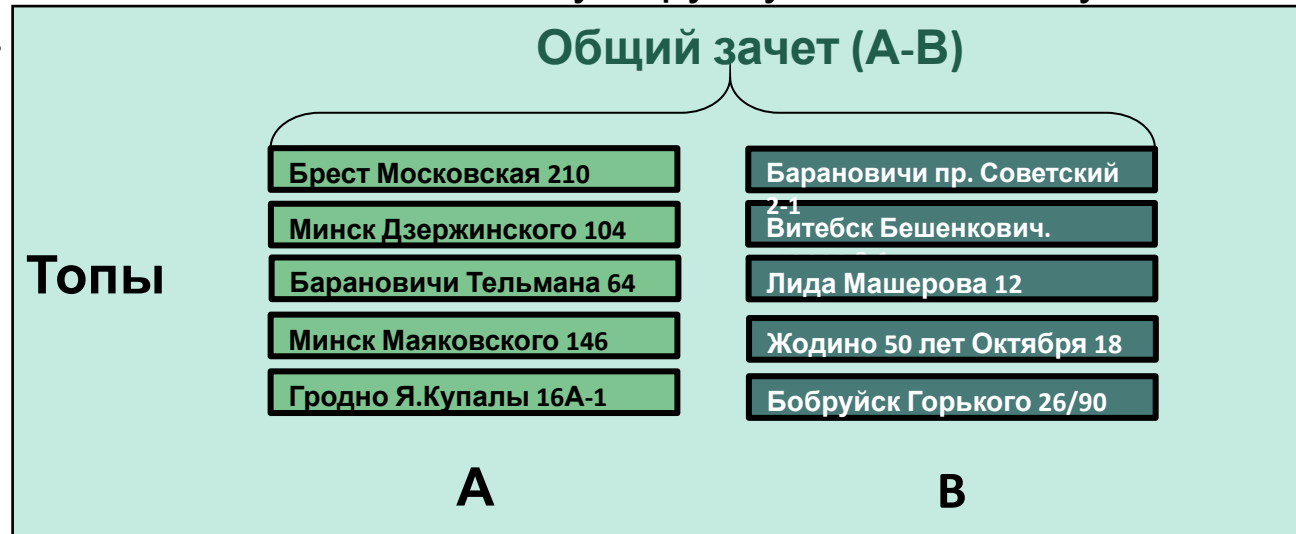 Общий зачет (А-В)
Топы
Брест Московская 210
Минск Дзержинского 104
Барановичи Тельмана 64
Минск Маяковского 146
Гродно Я.Купалы 16А-1
А
Барановичи пр. Советский
2-1
Витебск Бешенкович.
Лида Машерова 12
Жодино 50 лет Октября 18
Бобруйск Горького 26/90
В